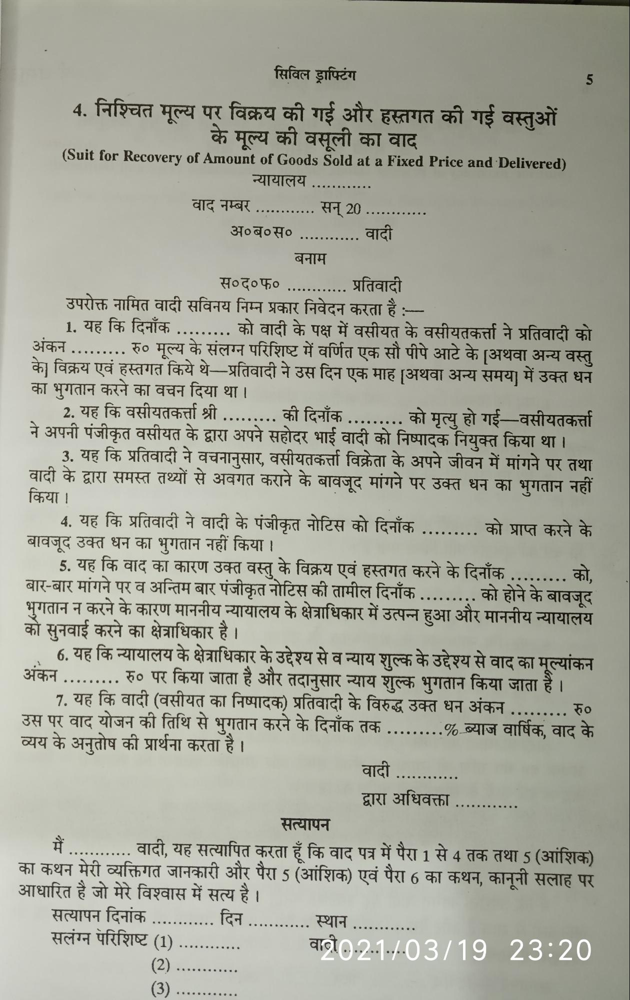 सिविल ड्राफ्टिंग 5
4. निश्चित मूल्य पर विक्रय की गई और हस्तगत की गई वस्तुओं
के मूल्य की वसूली का वाद
(Suit for Recovery of Amount of Goods Sold at a Fixed Price and Delivered)
न्यायालय ............
वाद नम्बर ............ सन् 20 ............
अ०ब०स० ............ वादी
बनाम
स०द०फ० ............ प्रतिवादी
उपरोक्त नामित वादी सविनय निम्न प्रकार निवेदन करता है :—
1. यह कि दिनाँक ......... को वादी के पक्ष में वसीयत के वसीयतकर्त्ता ने प्रतिवादी को
अंकन ......... रु० मूल्य के संलग्न परिशिष्ट में वर्णित एक सौ पीपे आटे के [अथवा अन्य वस्तु
के] विक्रय एवं हस्तगत किये थे—प्रतिवादी ने उस दिन एक माह [अथवा अन्य समय] में उक्त धन
का भुगतान करने का वचन दिया था ।
2. यह कि वसीयतकर्त्ता श्री ......... की दिनाँक ......... को मृत्यु हो गई—वसीयतकर्त्ता
ने अपनी पंजीकृत वसीयत के द्वारा अपने सहोदर भाई वादी को निष्पादक नियुक्त किया था ।
3. यह कि प्रतिवादी ने वचनानुसार, वसीयतकर्त्ता विक्रेता के अपने जीवन में मांगने पर तथा
वादी के द्वारा समस्त तथ्यों से अवगत कराने के बावजूद मांगने पर उक्त धन का भुगतान नहीं
किया ।
4. यह कि प्रतिवादी ने वादी के पंजीकृत नोटिस को दिनाँक ......... को प्राप्त करने के
बावजूद उक्त धन का भुगतान नहीं किया ।
5. यह कि वाद का कारण उक्त वस्तु के विक्रय एवं हस्तगत करने के दिनाँक ......... को,
बार-बार मांगने पर व अन्तिम बार पंजीकृत नोटिस की तामील दिनाँक ......... को होने के बावजूद
भुगतान न करने के कारण माननीय न्यायालय के क्षेत्राधिकार में उत्पन्न हुआ और माननीय न्यायालय
को सुनवाई करने का क्षेत्राधिकार है ।
6. यह कि न्यायालय के क्षेत्राधिकार के उद्देश्य से व न्याय शुल्क के उद्देश्य से वाद का मूल्यांकन
अंकन ......... रु० पर किया जाता है और तदानुसार न्याय शुल्क भुगतान किया जाता है ।
7. यह कि वादी (वसीयत का निष्पादक) प्रतिवादी के विरुद्ध उक्त धन अंकन ......... रु०
उस पर वाद योजन की तिथि से भुगतान करने के दिनाँक तक .........% ब्याज वार्षिक, वाद के
व्यय के अनुतोष की प्रार्थना करता है ।
वादी ............
द्वारा अधिवक्ता ............
सत्यापन
मैं ............ वादी, यह सत्यापित करता हूँ कि वाद पत्र में पैरा 1 से 4 तक तथा 5 (आंशिक)
का कथन मेरी व्यक्तिगत जानकारी और पैरा 5 (आंशिक) एवं पैरा 6 का कथन, कानूनी सलाह पर
आधारित है जो मेरे विश्वास में सत्य है ।
सत्यापन दिनांक ............ दिन ............ स्थान ............
सलंग्न परिशिष्ट (1) ............ वादी ............
2021/03/19 23:20
(2) ............
(3) ............